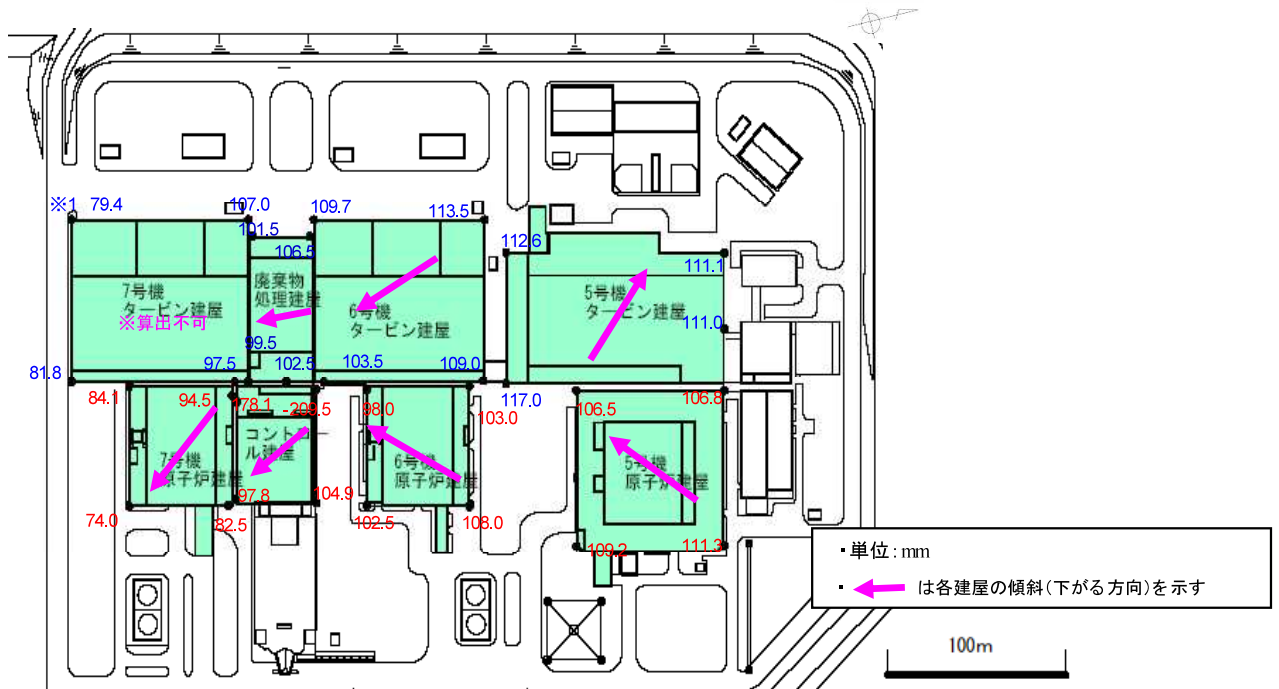 ※1 79.4 107.0 109.7 113.5
101.5
106.5 112.6
111.1
廃棄物
処理建屋
7号機
タービン建屋
※算出不可
6号機
タービン建屋
5号機
タービン建屋
111.0
99.5
81.8 97.5 102.5 103.5 109.0
117.0
84.1 94.5 178.1 -209.5 98.0 103.0 106.5 106.8
コントロー
ル建屋
7号機
原子炉建屋
6号機
原子炉建屋
5号機
原子炉建屋
74.0 82.5 97.8 104.9 102.5 108.0
109.2 111.3
・単位:mm
・ は各建屋の傾斜(下がる方向)を示す
100m